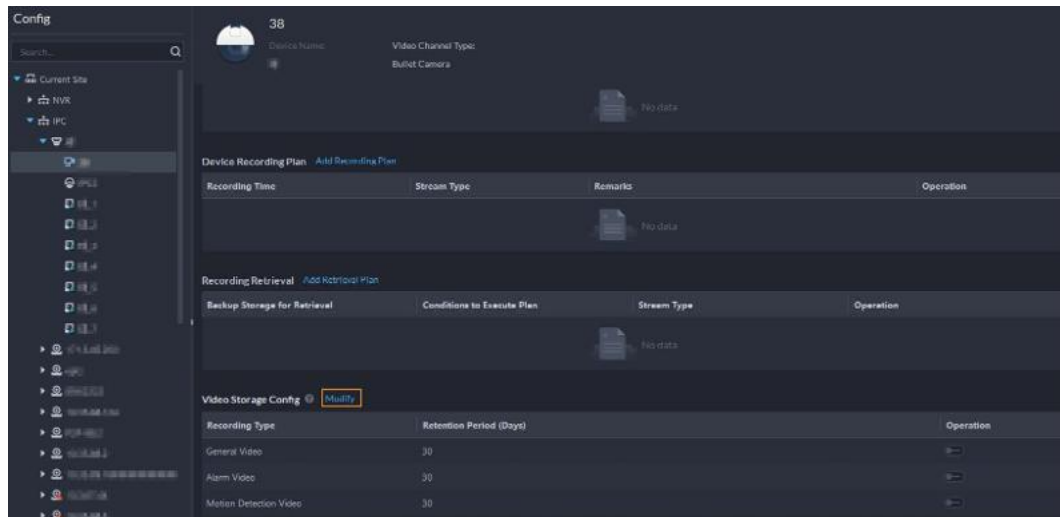 Config
Search...
Current Site
NVR
IPC
38
Device Name:
Video Channel Type:
Bullet Camera
No data
Device Recording Plan Add Recording Plan
Recording Time Stream Type Remarks Operation
No data
Recording Retrieval Add Retrieval Plan
Backup Storage for Retrieval Conditions to Execute Plan Stream Type Operation
No data
Video Storage Config Modify
Recording Type Retention Period (Days) Operation
General Video 30
Alarm Video 30
Motion Detection Video 30